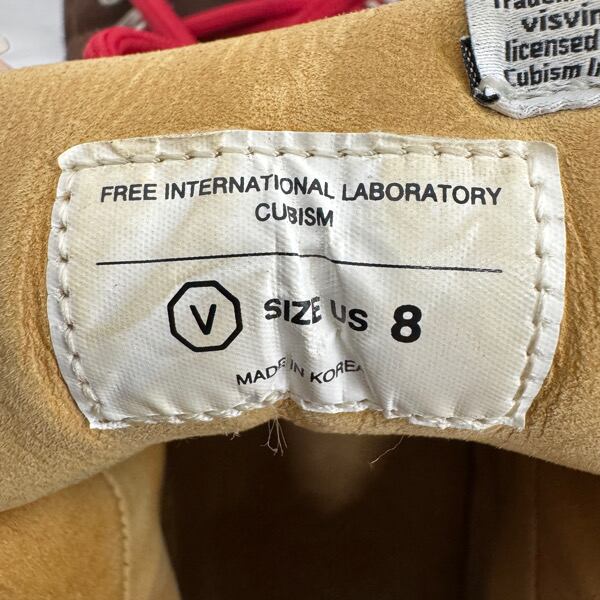 visvim
licensed
Cubism I
FREE INTERNATIONAL LABORATORY
CUBISM
V SIZE US 8
MADE IN KOREA